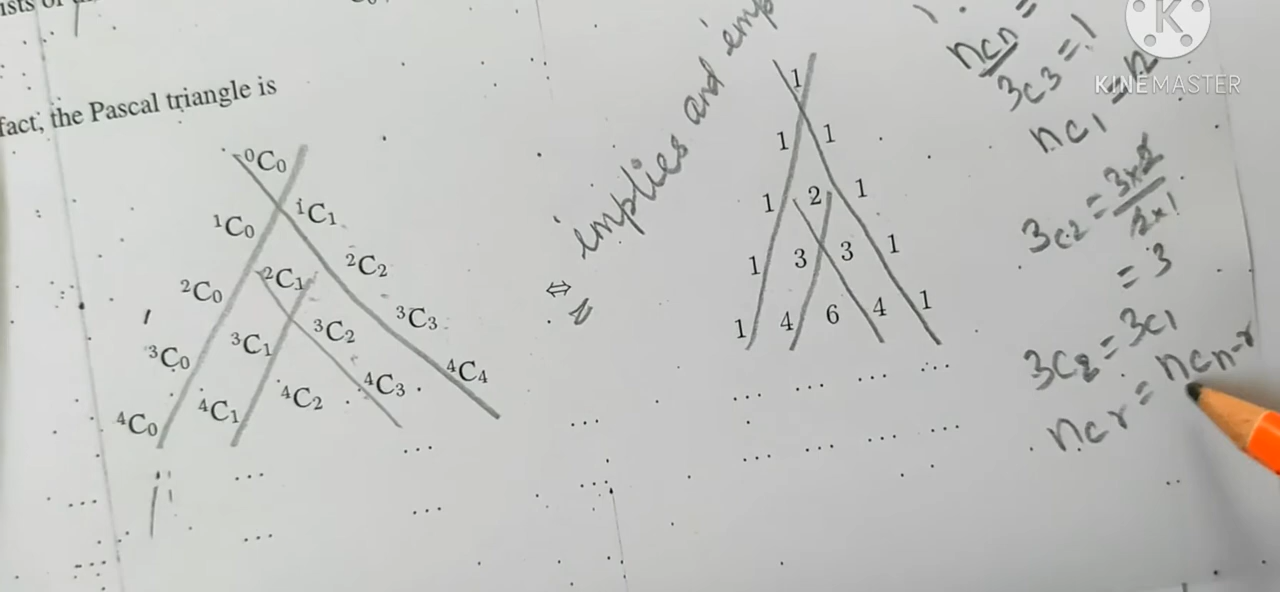 fact, the Pascal triangle is
⁰C₀
¹C₀ ¹C₁
²C₀ ²C₁ ²C₂
³C₀ ³C₁ ³C₂ ³C₃
⁴C₀ ⁴C₁ ⁴C₂ ⁴C₃ ⁴C₄
... ... ...
⇔
implies and
1
1 1
1 2 1
1 3 3 1
1 4 6 4 1
... ... ... ...
... ... ... ...
ncn =
3c3 = 1
nc1 = n
3c2 = 3×2
2×1
= 3
3c2 = 3c1
ncr = ncn-r
K
KINEMASTER